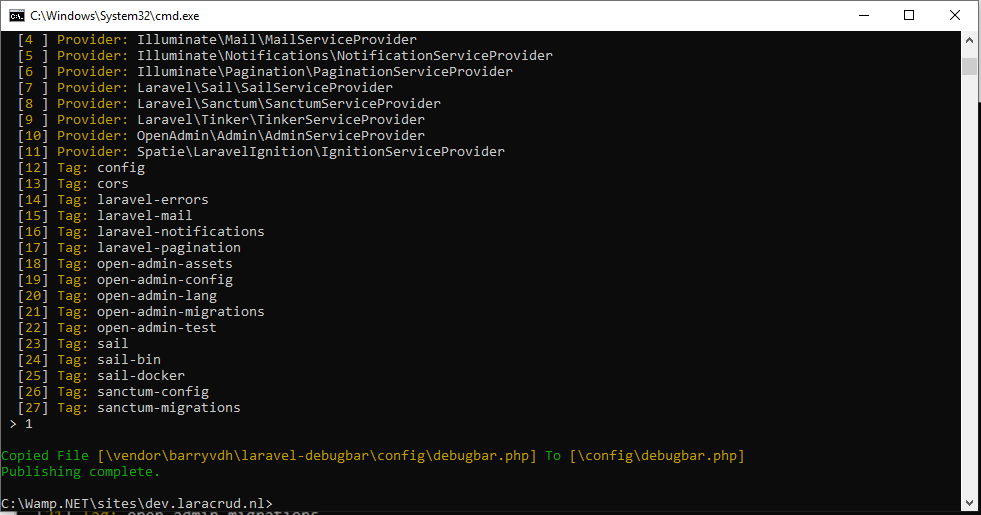 C:\Windows\System32\cmd.exe
[4 ] Provider: Illuminate\Mail\MailServiceProvider
[5 ] Provider: Illuminate\Notifications\NotificationServiceProvider
[6 ] Provider: Illuminate\Pagination\PaginationServiceProvider
[7 ] Provider: Laravel\Sail\SailServiceProvider
[8 ] Provider: Laravel\Sanctum\SanctumServiceProvider
[9 ] Provider: Laravel\Tinker\TinkerServiceProvider
[10] Provider: OpenAdmin\Admin\AdminServiceProvider
[11] Provider: Spatie\LaravelIgnition\IgnitionServiceProvider
[12] Tag: config
[13] Tag: cors
[14] Tag: laravel-errors
[15] Tag: laravel-mail
[16] Tag: laravel-notifications
[17] Tag: laravel-pagination
[18] Tag: open-admin-assets
[19] Tag: open-admin-config
[20] Tag: open-admin-lang
[21] Tag: open-admin-migrations
[22] Tag: open-admin-test
[23] Tag: sail
[24] Tag: sail-bin
[25] Tag: sail-docker
[26] Tag: sanctum-config
[27] Tag: sanctum-migrations
> 1
Copied File [\vendor\barryvdh\laravel-debugbar\config\debugbar.php] To [\config\debugbar.php]
Publishing complete.
C:\Wamp.NET\sites\dev.laracrud.nl>